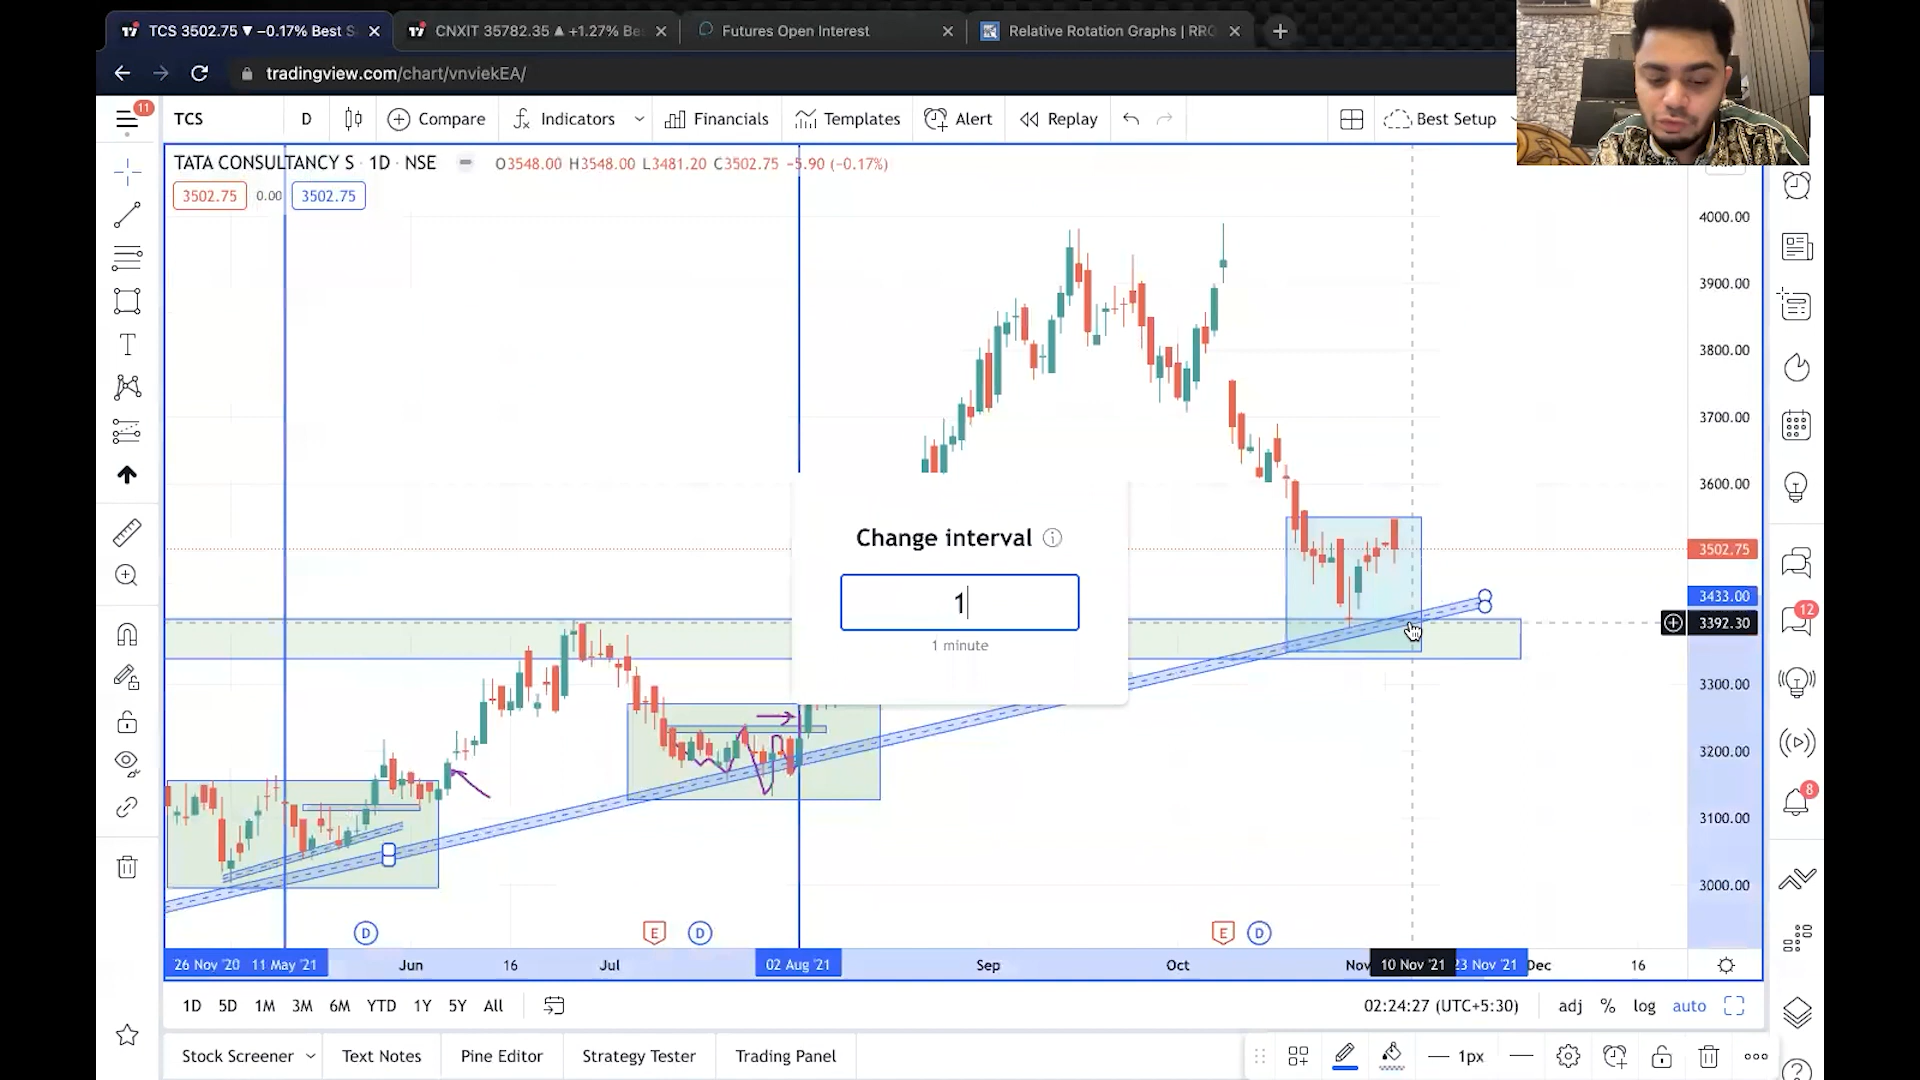 TCS 3502.75 ▼ −0.17% Best S
CNXIT 35782.35 ▲ +1.27% Be
Futures Open Interest
Relative Rotation Graphs | RRG
tradingview.com/chart/vnviekEA/
11
TCS
D
Compare
Indicators
Financials
Templates
Alert
Replay
Best Setup
TATA CONSULTANCY S · 1D · NSE
O3548.00 H3548.00 L3481.20 C3502.75 −5.90 (−0.17%)
3502.75
0.00
3502.75
4000.00
3900.00
3800.00
3700.00
3600.00
3502.75
3433.00
3392.30
3300.00
3200.00
3100.00
3000.00
Change interval
1
1 minute
12
8
D
E
D
E
D
26 Nov '20
11 May '21
Jun
16
Jul
02 Aug '21
Sep
Oct
Nov
10 Nov '21
23 Nov '21
Dec
16
1D 5D 1M 3M 6M YTD 1Y 5Y All
02:24:27 (UTC+5:30)
adj % log auto
Stock Screener
Text Notes
Pine Editor
Strategy Tester
Trading Panel
1px